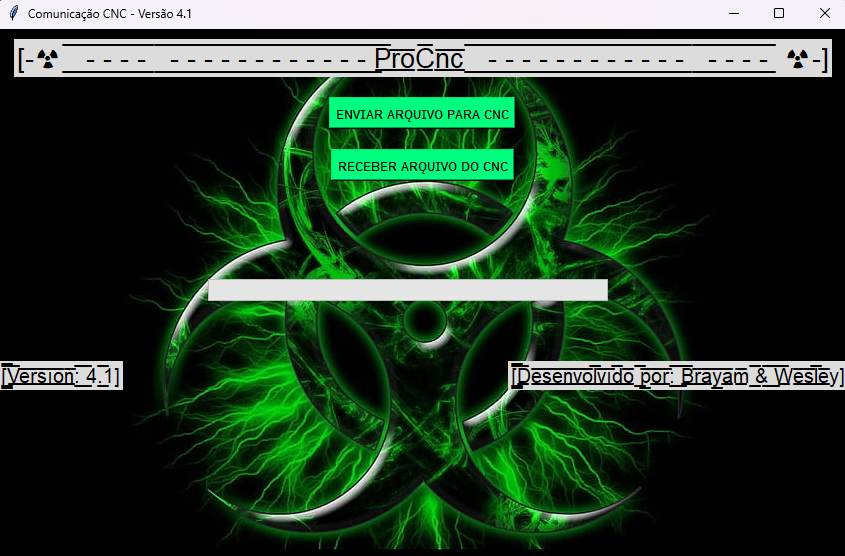 Comunicação CNC - Versão 4.1
[-☢ - - - - - - - - - - - - - - - - ProCnc - - - - - - - - - - - - - - - - ☢-]
ENVIAR ARQUIVO PARA CNC
RECEBER ARQUIVO DO CNC
[Version: 4.1]
[Desenvolvido por: Brayam & Wesley]